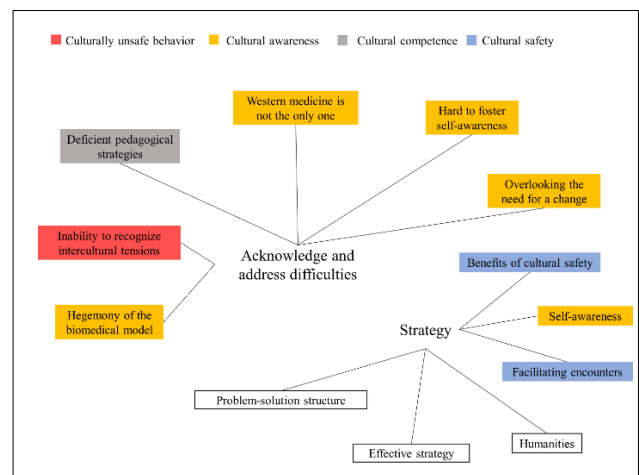 Culturally unsafe behavior
Cultural awareness
Cultural competence
Cultural safety
Western medicine is
not the only one
Hard to foster
self-awareness
Deficient pedagogical
strategies
Overlooking the
need for a change
Inability to recognize
intercultural tensions
Acknowledge and
address difficulties
Benefits of cultural safety
Hegemony of the
biomedical model
Self-awareness
Strategy
Facilitating encounters
Problem-solution structure
Humanities
Effective strategy